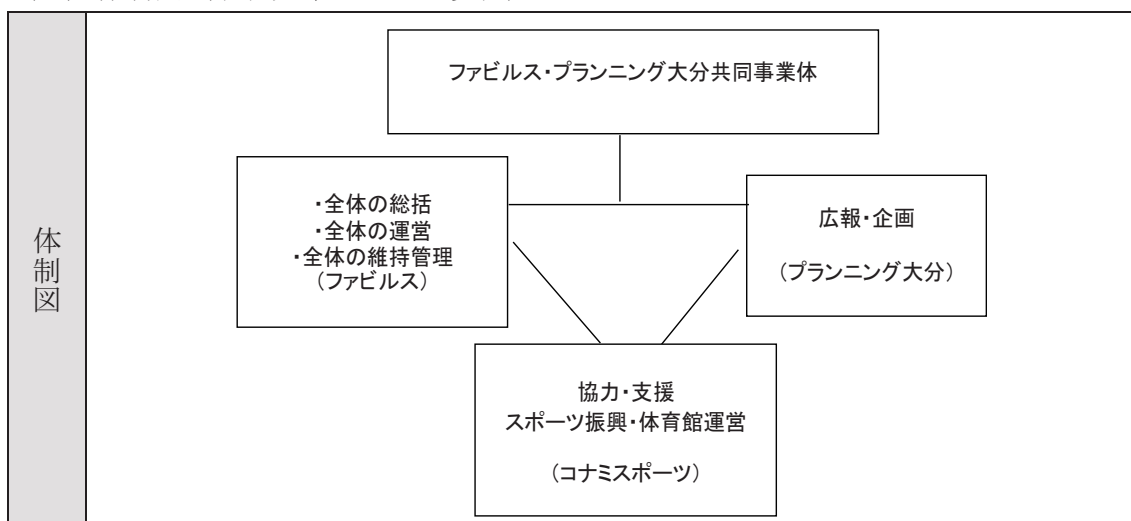 体制図
ファビルス・プランニング大分共同事業体
・全体の総括
・全体の運営
・全体の維持管理
(ファビルス)
広報・企画
(プランニング大分)
協力・支援
スポーツ振興・体育館運営
(コナミスポーツ)